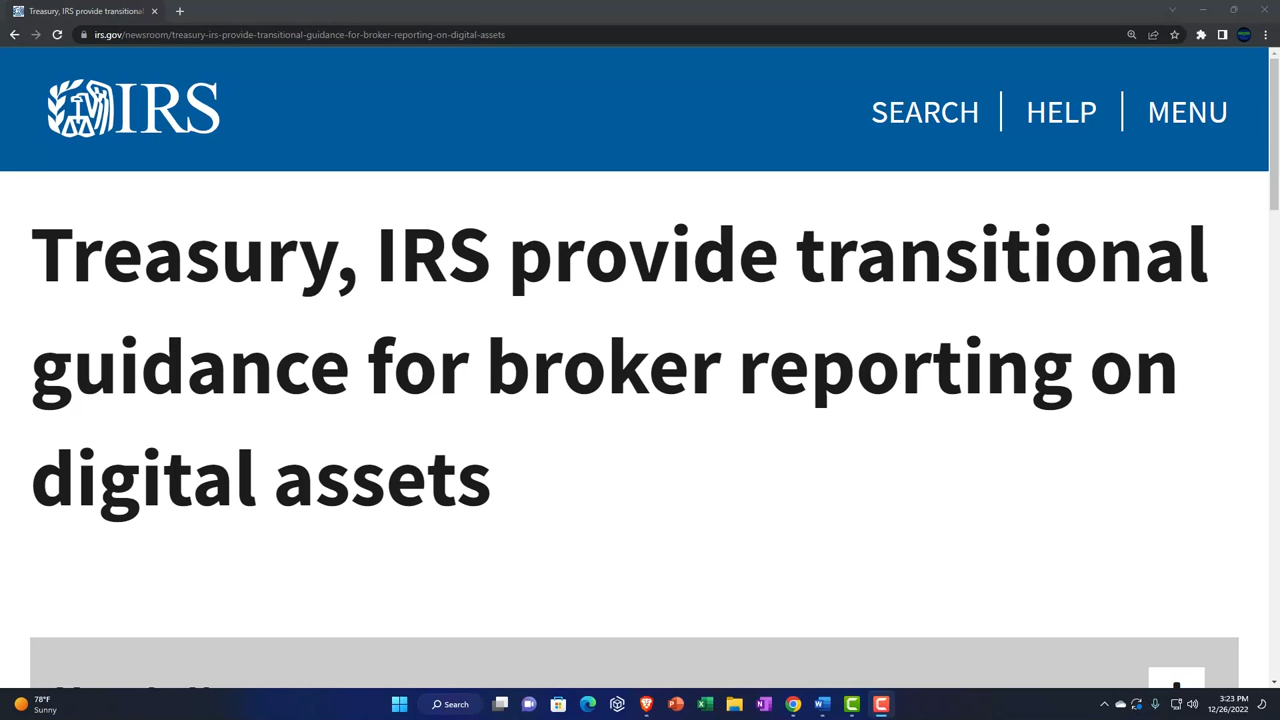 Treasury, IRS provide transitional
irs.gov/newsroom/treasury-irs-provide-transitional-guidance-for-broker-reporting-on-digital-assets
IRS
SEARCH
HELP
MENU
Treasury, IRS provide transitional
guidance for broker reporting on
digital assets
78°F
Sunny
Search
3:23 PM
12/26/2022